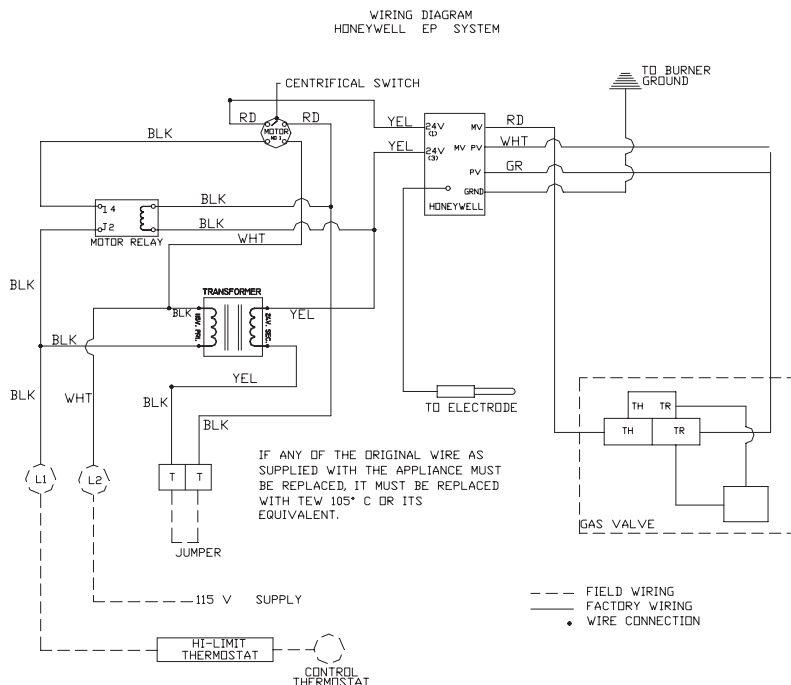 WIRING DIAGRAM
HONEYWELL EP SYSTEM
CENTRIFICAL SWITCH
TO BURNER
GROUND
RD
RD
MOTOR
NO 1
BLK
YEL
YEL
24V
(1)
24V
(3)
MV
MV PV
PV
GRND
HONEYWELL
RD
WHT
GR
I 4
J 2
MOTOR RELAY
BLK
BLK
WHT
BLK
TRANSFORMER
BLK
115V. PRI.
24V. SEC.
YEL
BLK
YEL
BLK
WHT
BLK
BLK
TO ELECTRODE
TH TR
TH TR
GAS VALVE
L1
L2
T T
JUMPER
IF ANY OF THE ORIGINAL WIRE AS
SUPPLIED WITH THE APPLIANCE MUST
BE REPLACED, IT MUST BE REPLACED
WITH TEW 105° C OR ITS
EQUIVALENT.
115 V SUPPLY
FIELD WIRING
FACTORY WIRING
WIRE CONNECTION
HI-LIMIT
THERMOSTAT
CONTROL
THERMOSTAT